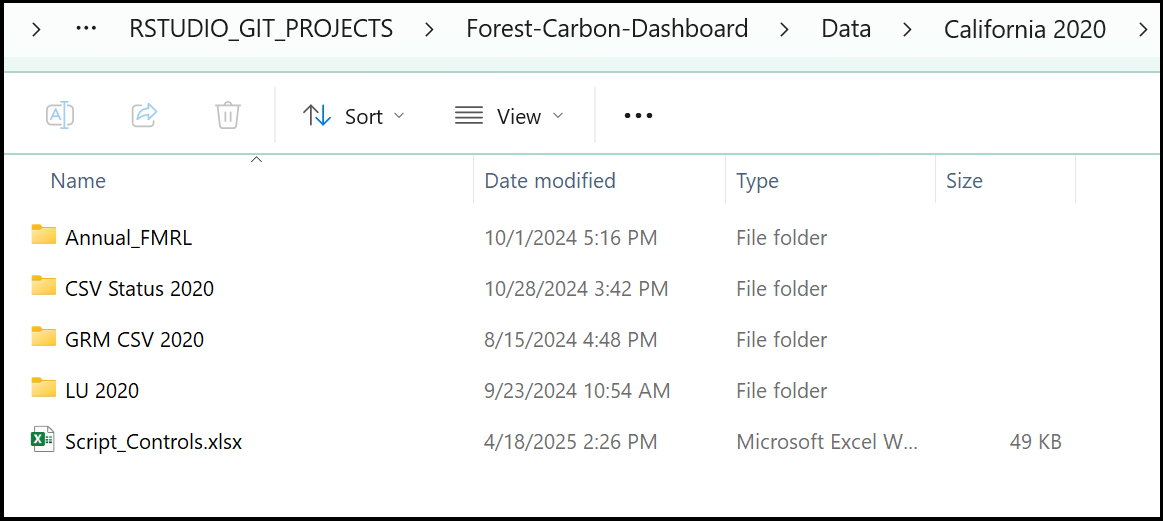 … RSTUDIO_GIT_PROJECTS > Forest-Carbon-Dashboard > Data > California 2020 >
Sort View •••
Name Date modified Type Size
Annual_FMRL 10/1/2024 5:16 PM File folder
CSV Status 2020 10/28/2024 3:42 PM File folder
GRM CSV 2020 8/15/2024 4:48 PM File folder
LU 2020 9/23/2024 10:54 AM File folder
Script_Controls.xlsx 4/18/2025 2:26 PM Microsoft Excel W... 49 KB